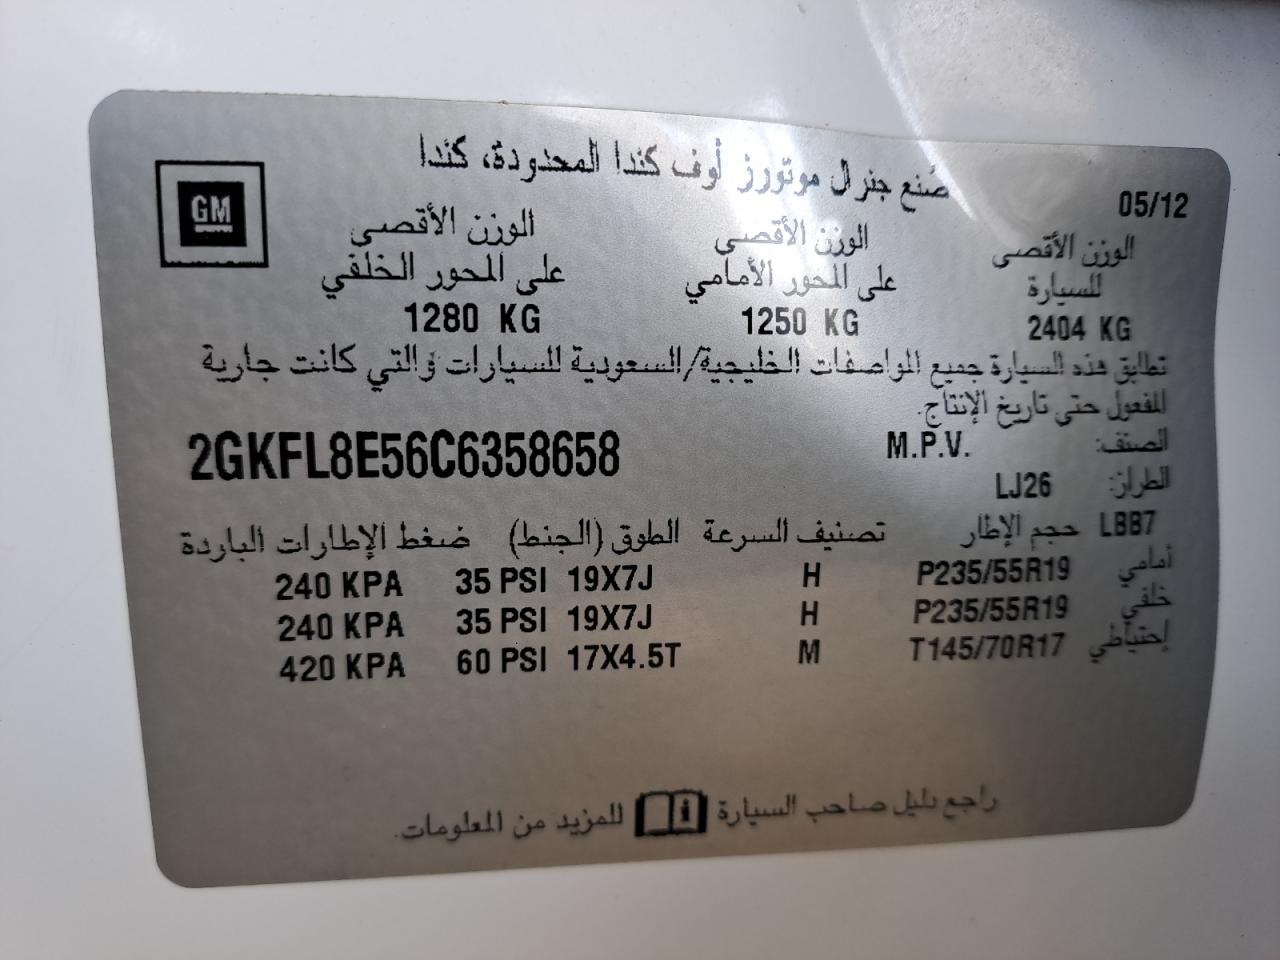 GM
صُنع جنرال موتورز أوف كندا المحدودة، كندا
05/12
الوزن الأقصى للسيارة 2404 KG
الوزن الأقصى على المحور الأمامي 1250 KG
الوزن الأقصى على المحور الخلفي 1280 KG
تطابق هذه السيارة جميع المواصفات الخليجية/السعودية للسيارات والتي كانت جارية
المفعول حتى تاريخ الإنتاج.
2GKFL8E56C6358658
الصنف: M.P.V.
الطراز: LJ26
LBB7 حجم الإطار تصنيف السرعة الطوق (الجنط) ضغط الإطارات الباردة
أمامي P235/55R19 H 19X7J 35 PSI 240 KPA
خلفي P235/55R19 H 19X7J 35 PSI 240 KPA
إحتياطي T145/70R17 M 17X4.5T 60 PSI 420 KPA
راجع دليل صاحب السيارة للمزيد من المعلومات.